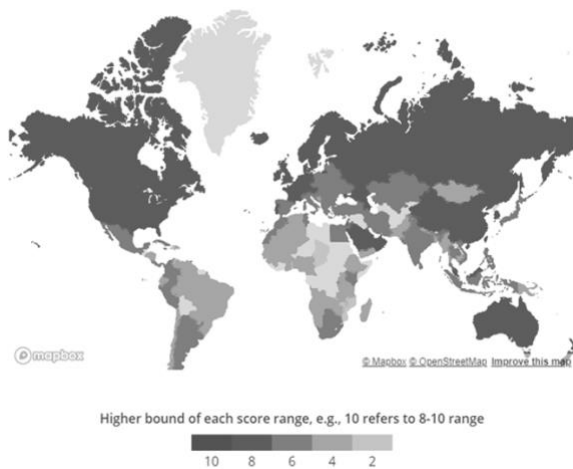 mapbox
© Mapbox © OpenStreetMap Improve this map
Higher bound of each score range, e.g., 10 refers to 8-10 range
10 8 6 4 2